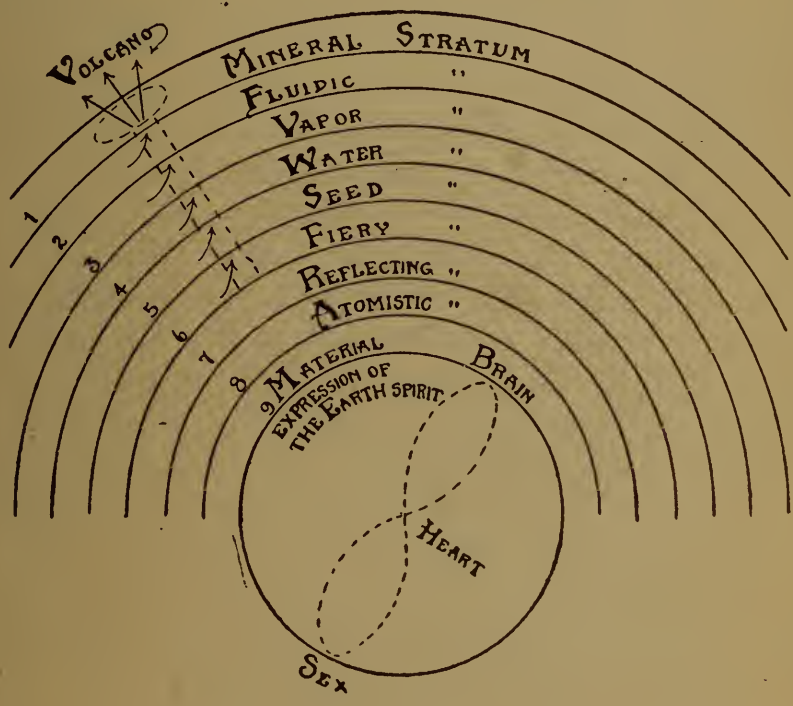 VOLCANO
MINERAL STRATUM
FLUIDIC "
VAPOR "
WATER "
SEED "
FIERY "
REFLECTING "
ATOMISTIC "
1
2
3
4
5
6
7
8
9
MATERIAL
EXPRESSION OF
THE EARTH SPIRIT
BRAIN
HEART
SEX